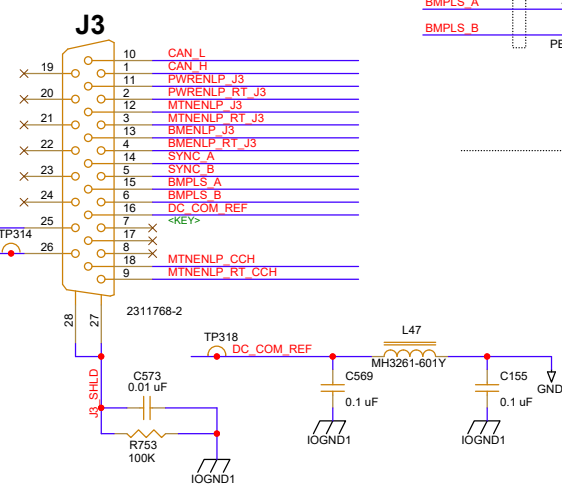 J3
BMPLS_A
BMPLS_B
PE
19
20
21
22
23
24
25
26
TP314
10 CAN_L
1 CAN_H
11 PWRENLP_J3
2 PWRENLP_RT_J3
12 MTNENLP_J3
3 MTNENLP_RT_J3
13 BMENLP_J3
4 BMENLP_RT_J3
14 SYNC_A
5 SYNC_B
15 BMPLS_A
6 BMPLS_B
16 DC_COM_REF
7 <KEY>
17
8
18 MTNENLP_CCH
9 MTNENLP_RT_CCH
28
27
2311768-2
J3_SHLD
C573
0.01 uF
R753
100K
IOGND1
TP318
DC_COM_REF
L47
MH3261-601Y
C569
0.1 uF
IOGND1
C155
0.1 uF
IOGND1
GND